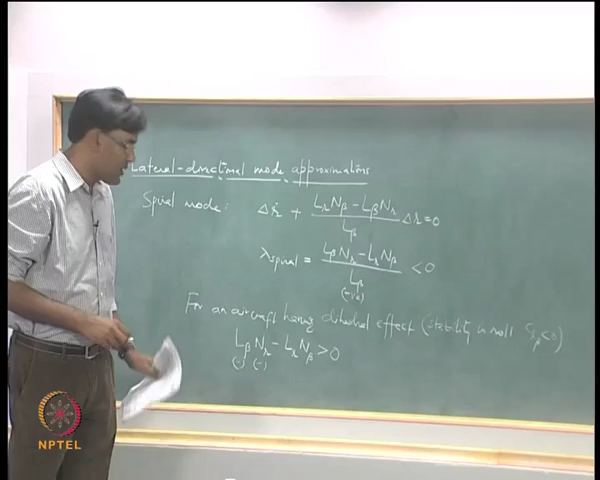 Lateral-directional mode approximations
Spiral mode: Δṙ + (L_r N_β - L_β N_r)/L_β Δr = 0
λ_spiral = (L_β N_r - L_r N_β)/L_β < 0
(-ve)
For an aircraft having dihedral effect (stability in roll C_l_β < 0)
L_β N_r - L_r N_β > 0
(-) (-)
NPTEL